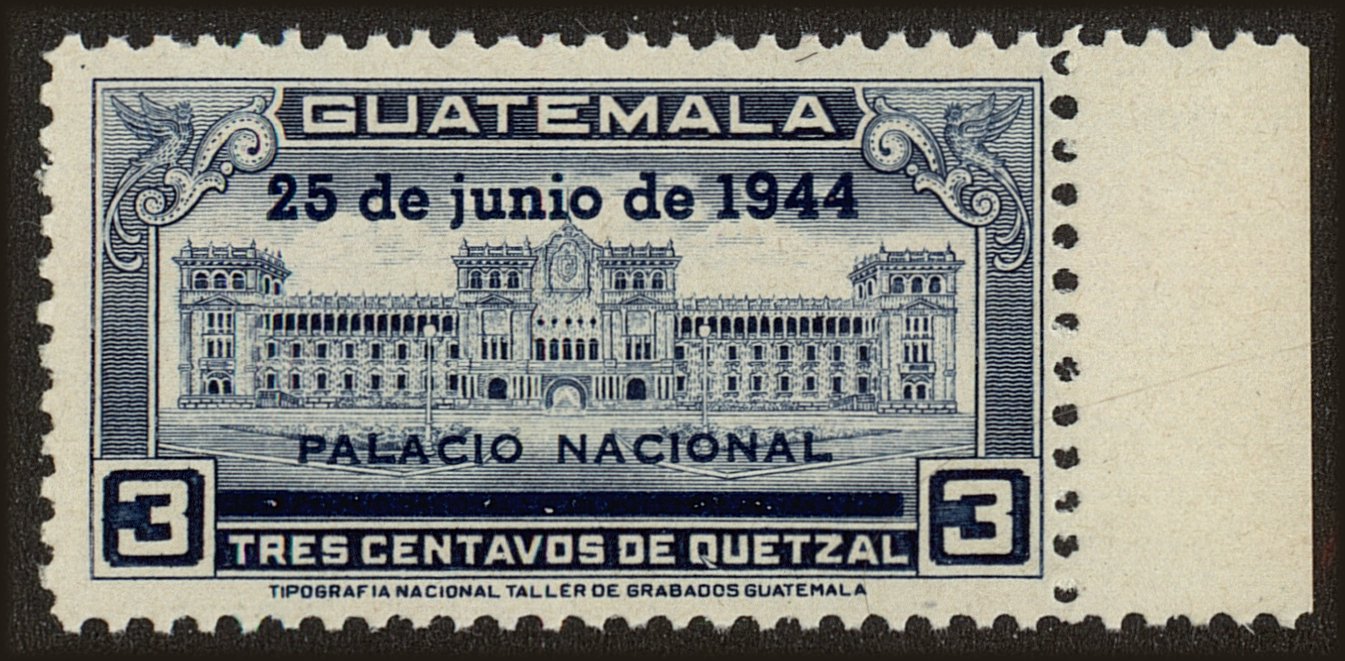 GUATEMALA
25 de junio de 1944
PALACIO NACIONAL
3 3
TRES CENTAVOS DE QUETZAL
TIPOGRAFIA NACIONAL TALLER DE GRABADOS GUATEMALA